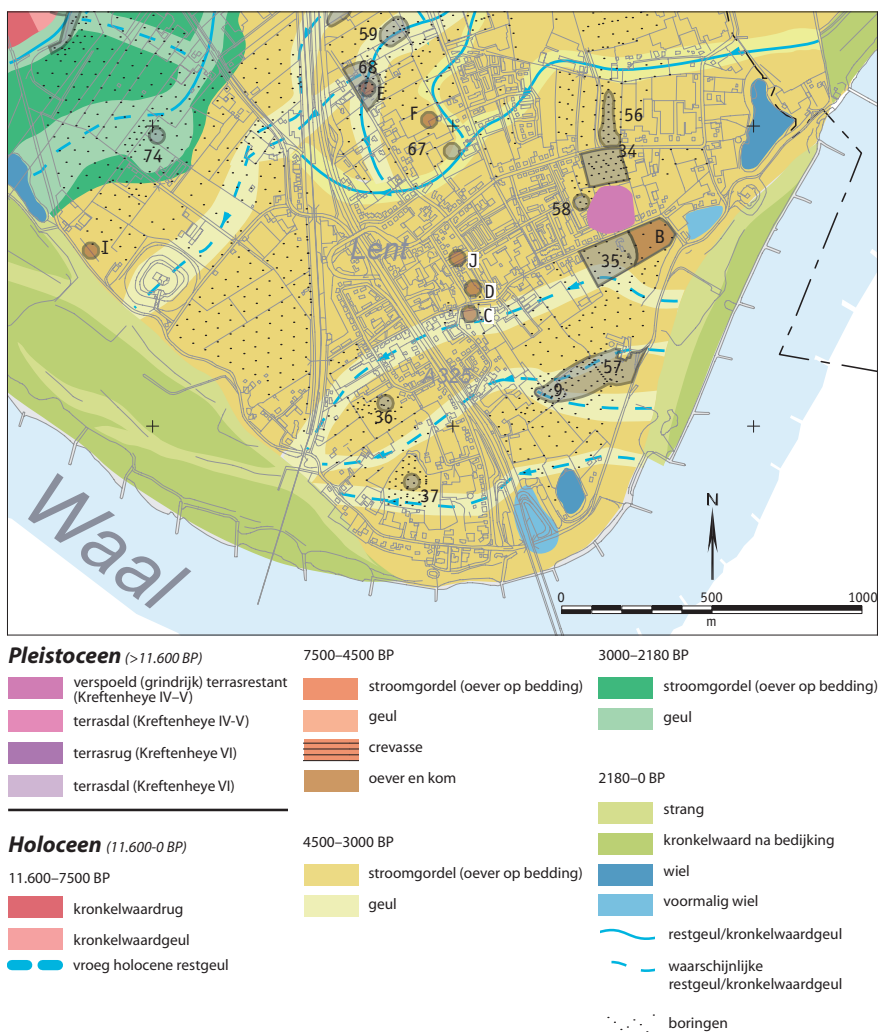 59
68
E
F
67
56
34
74
58
I
B
35
Lent
J
D
C
A325
57
9
36
37
Waal
N
0 500 1000
m
Pleistoceen (>11.600 BP)
verspoeld (grindrijk) terrasrestant
(Kreftenheye IV–V)
terrasdal (Kreftenheye IV-V)
terrasrug (Kreftenheye VI)
terrasdal (Kreftenheye VI)
Holoceen (11.600-0 BP)
11.600–7500 BP
kronkelwaardrug
kronkelwaardgeul
vroeg holocene restgeul
7500–4500 BP
stroomgordel (oever op bedding)
geul
crevasse
oever en kom
4500–3000 BP
stroomgordel (oever op bedding)
geul
3000–2180 BP
stroomgordel (oever op bedding)
geul
2180–0 BP
strang
kronkelwaard na bedijking
wiel
voormalig wiel
restgeul/kronkelwaardgeul
waarschijnlijke
restgeul/kronkelwaardgeul
boringen